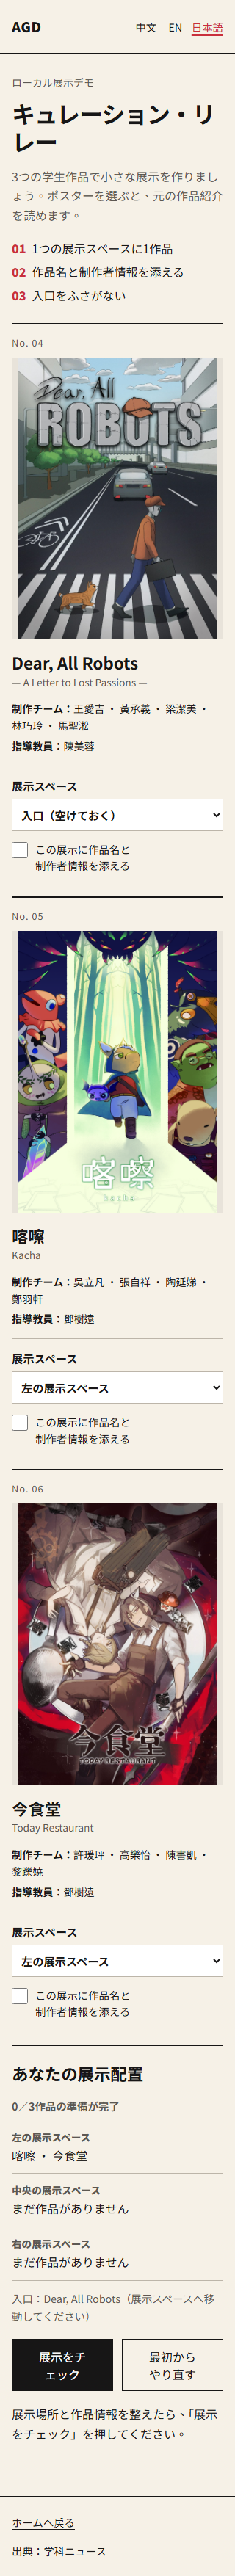 AGD
中文 EN 日本語
ローカル展示デモ
キュレーション・リ
レー
3つの学生作品で小さな展示を作りまし
ょう。ポスターを選ぶと、元の作品紹介
を読めます。
01 1つの展示スペースに1作品
02 作品名と制作者情報を添える
03 入口をふさがない
No. 04
Dear, All
ROBOTS
Dear, All Robots
— A Letter to Lost Passions —
制作チーム：王愛吉 ・ 黃承義 ・ 梁潔美 ・
林巧玲 ・ 馬聖淞
指導教員：陳美蓉
展示スペース
入口（空けておく）
この展示に作品名と
制作者情報を添える
No. 05
喀嚓
kacha
喀嚓
Kacha
制作チーム：吳立凡 ・ 張自祥 ・ 陶延娣 ・
鄭羽軒
指導教員：鄧樹遠
展示スペース
左の展示スペース
この展示に作品名と
制作者情報を添える
No. 06
今食堂
TODAY RESTAURANT
今食堂
Today Restaurant
制作チーム：許瑷玶 ・ 高樂怡 ・ 陳書凱 ・
黎躒嬈
指導教員：鄧樹遠
展示スペース
左の展示スペース
この展示に作品名と
制作者情報を添える
あなたの展示配置
0／3作品の準備が完了
左の展示スペース
喀嚓 ・ 今食堂
中央の展示スペース
まだ作品がありません
右の展示スペース
まだ作品がありません
入口：Dear, All Robots（展示スペースへ移
動してください）
展示をチ
ェック
最初から
やり直す
展示場所と作品情報を整えたら、「展示
をチェック」を押してください。
ホームへ戻る
出典：学科ニュース